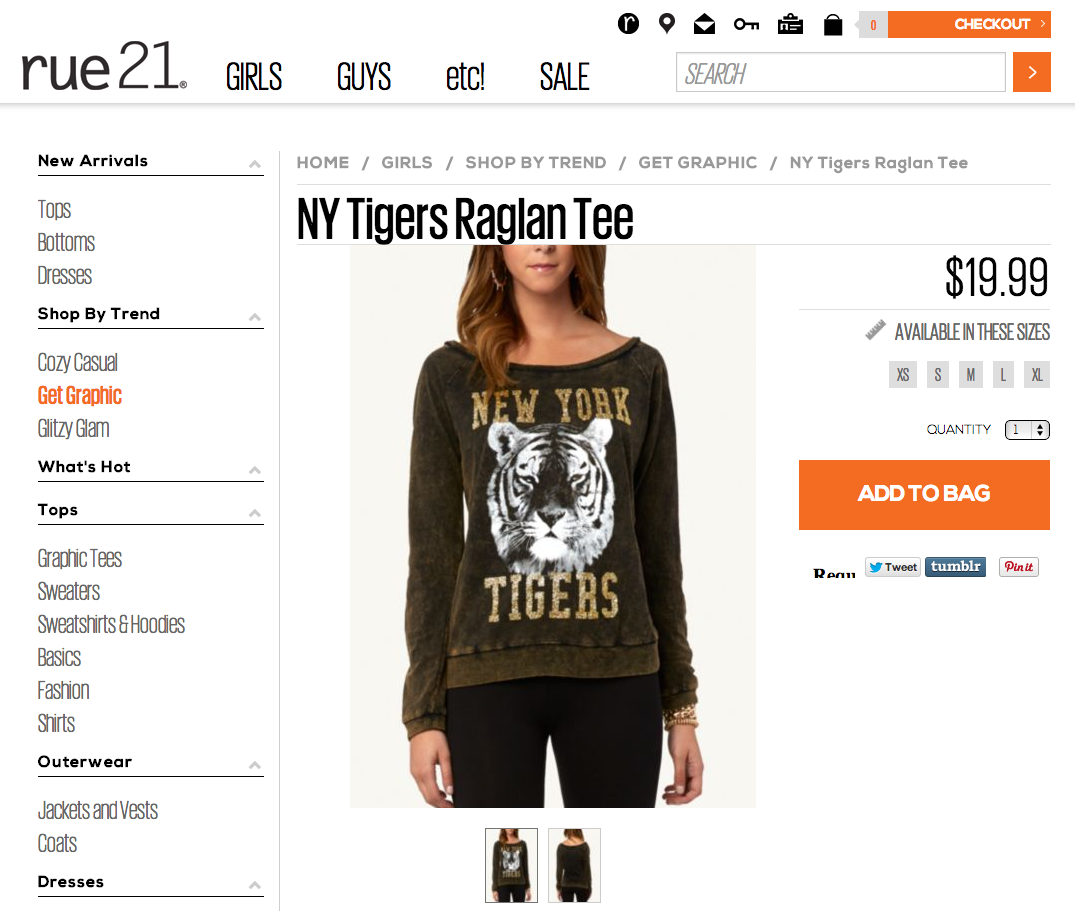 0
CHECKOUT >
rue21®
GIRLS
GUYS
etc!
SALE
SEARCH
>
New Arrivals
Tops
Bottoms
Dresses
Shop By Trend
Cozy Casual
Get Graphic
Glitzy Glam
What's Hot
Tops
Graphic Tees
Sweaters
Sweatshirts & Hoodies
Basics
Fashion
Shirts
Outerwear
Jackets and Vests
Coats
Dresses
HOME / GIRLS / SHOP BY TREND / GET GRAPHIC / NY Tigers Raglan Tee
NY Tigers Raglan Tee
NEW YORK
TIGERS
$19.99
AVAILABLE IN THESE SIZES
XS S M L XL
QUANTITY 1
ADD TO BAG
Tweet tumblr Pin it